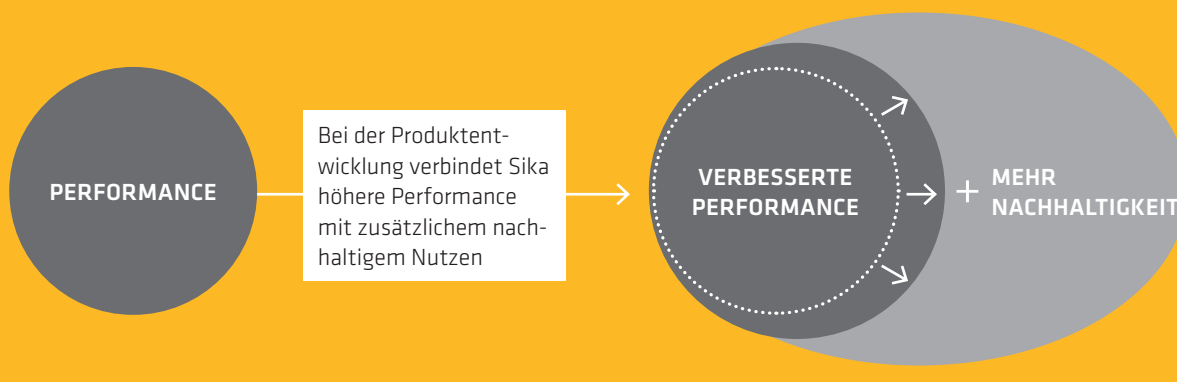 PERFORMANCE
Bei der Produktent-
wicklung verbindet Sika
höhere Performance
mit zusätzlichem nach-
haltigem Nutzen
VERBESSERTE
PERFORMANCE
+ MEHR
NACHHALTIGKEIT